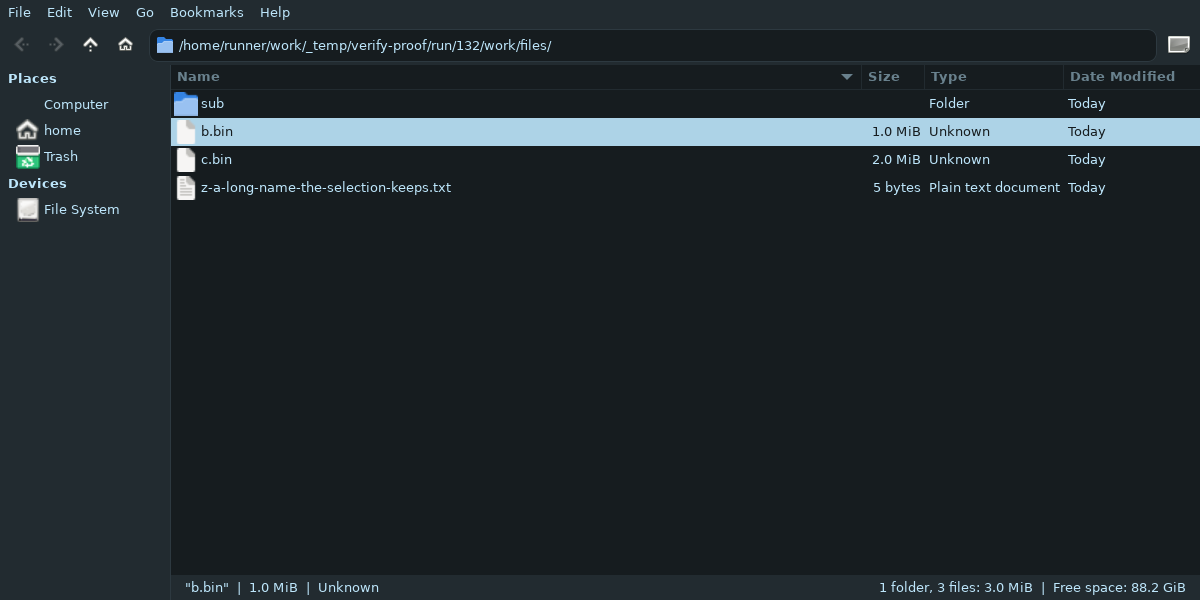 File Edit View Go Bookmarks Help
/home/runner/work/_temp/verify-proof/run/132/work/files/
Places
Computer
home
Trash
Devices
File System
Name Size Type Date Modified
sub Folder Today
b.bin 1.0 MiB Unknown Today
c.bin 2.0 MiB Unknown Today
z-a-long-name-the-selection-keeps.txt 5 bytes Plain text document Today
"b.bin" | 1.0 MiB | Unknown 1 folder, 3 files: 3.0 MiB | Free space: 88.2 GiB